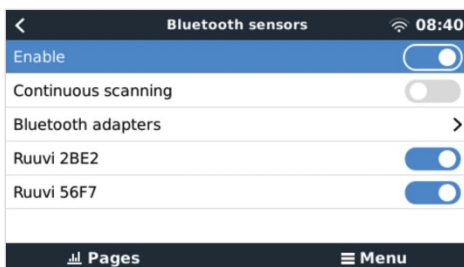 Bluetooth sensors 08:40
Enable
Continuous scanning
Bluetooth adapters
Ruuvi 2BE2
Ruuvi 56F7
Pages Menu